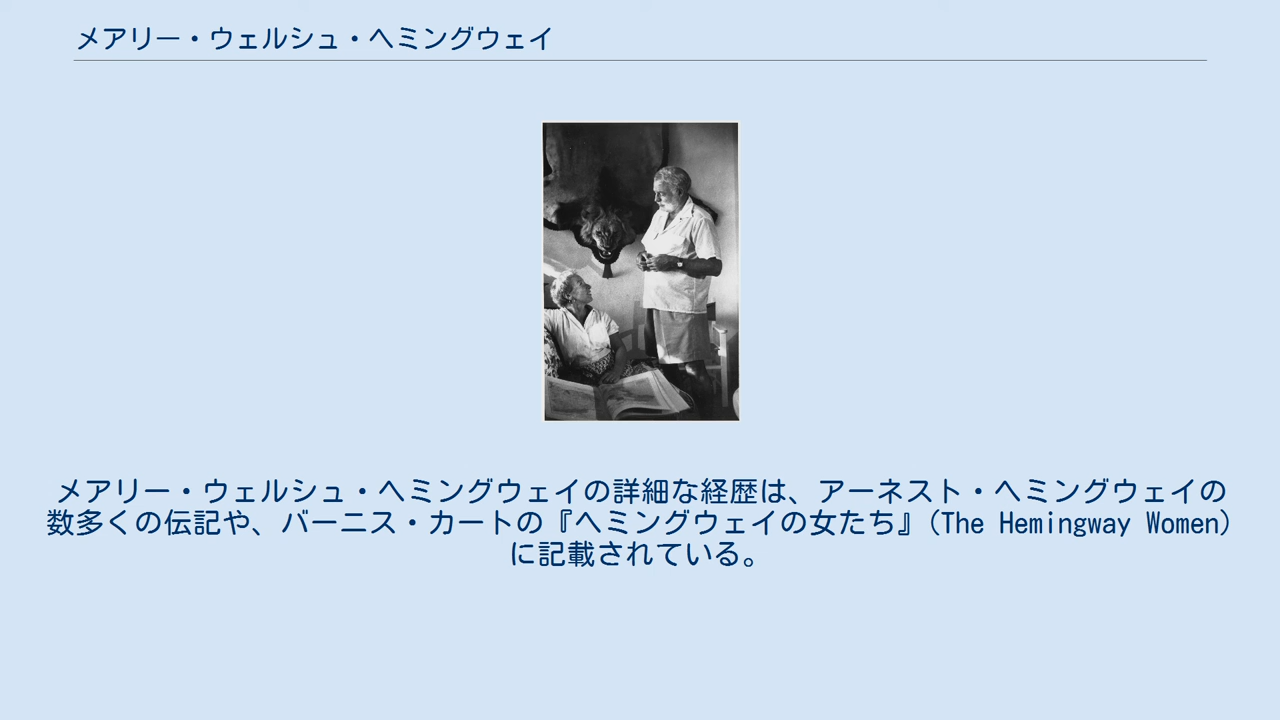 メアリー・ウェルシュ・ヘミングウェイ
メアリー・ウェルシュ・ヘミングウェイの詳細な経歴は、アーネスト・ヘミングウェイの
数多くの伝記や、バーニス・カートの『ヘミングウェイの女たち』(The Hemingway Women)
に記載されている。